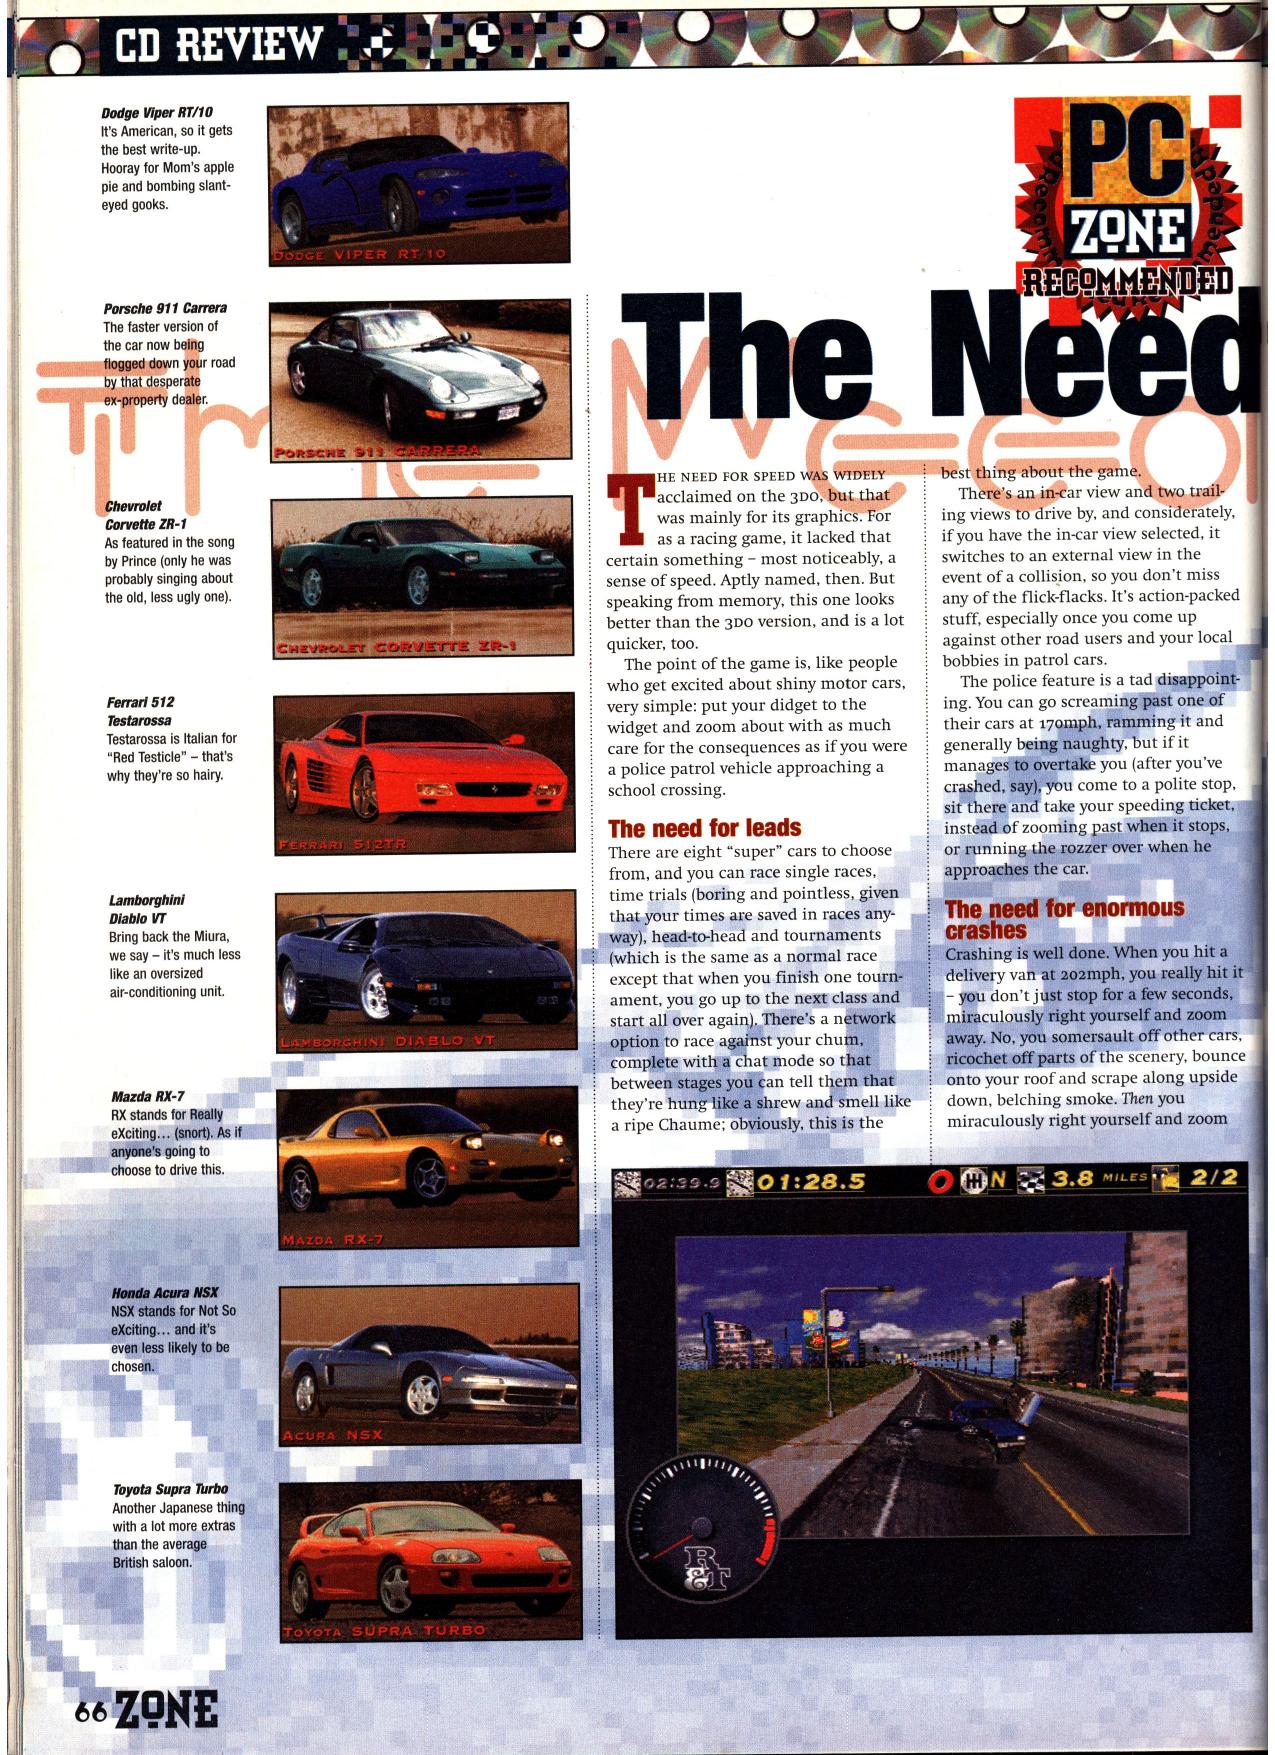 CD REVIEW
Dodge Viper RT/10
It's American, so it gets
the best write-up.
Hooray for Mom's apple
pie and bombing slant-
eyed gooks.
DODGE VIPER RT/10
Porsche 911 Carrera
The faster version of
the car now being
flogged down your road
by that desperate
ex-property dealer.
PORSCHE 911 CARRERA
Chevrolet
Corvette ZR-1
As featured in the song
by Prince (only he was
probably singing about
the old, less ugly one).
CHEVROLET CORVETTE ZR-1
Ferrari 512
Testarossa
Testarossa is Italian for
"Red Testicle" – that's
why they're so hairy.
FERRARI 512TR
Lamborghini
Diablo VT
Bring back the Miura,
we say – it's much less
like an oversized
air-conditioning unit.
LAMBORGHINI DIABLO VT
Mazda RX-7
RX stands for Really
eXciting... (snort). As if
anyone's going to
choose to drive this.
MAZDA RX-7
Honda Acura NSX
NSX stands for Not So
eXciting... and it's
even less likely to be
chosen.
ACURA NSX
Toyota Supra Turbo
Another Japanese thing
with a lot more extras
than the average
British saloon.
TOYOTA SUPRA TURBO
PC
ZONE
RECOMMENDED
The Need
THE NEED FOR SPEED WAS WIDELY
acclaimed on the 3DO, but that
was mainly for its graphics. For
as a racing game, it lacked that
certain something – most noticeably, a
sense of speed. Aptly named, then. But
speaking from memory, this one looks
better than the 3DO version, and is a lot
quicker, too.
The point of the game is, like people
who get excited about shiny motor cars,
very simple: put your didget to the
widget and zoom about with as much
care for the consequences as if you were
a police patrol vehicle approaching a
school crossing.
The need for leads
There are eight "super" cars to choose
from, and you can race single races,
time trials (boring and pointless, given
that your times are saved in races any-
way), head-to-head and tournaments
(which is the same as a normal race
except that when you finish one tourn-
ament, you go up to the next class and
start all over again). There's a network
option to race against your chum,
complete with a chat mode so that
between stages you can tell them that
they're hung like a shrew and smell like
a ripe Chaume; obviously, this is the
best thing about the game.
There's an in-car view and two trail-
ing views to drive by, and considerately,
if you have the in-car view selected, it
switches to an external view in the
event of a collision, so you don't miss
any of the flick-flacks. It's action-packed
stuff, especially once you come up
against other road users and your local
bobbies in patrol cars.
The police feature is a tad disappoint-
ing. You can go screaming past one of
their cars at 170mph, ramming it and
generally being naughty, but if it
manages to overtake you (after you've
crashed, say), you come to a polite stop,
sit there and take your speeding ticket,
instead of zooming past when it stops,
or running the rozzer over when he
approaches the car.
The need for enormous
crashes
Crashing is well done. When you hit a
delivery van at 202mph, you really hit it
– you don't just stop for a few seconds,
miraculously right yourself and zoom
away. No, you somersault off other cars,
ricochet off parts of the scenery, bounce
onto your roof and scrape along upside
down, belching smoke. Then you
miraculously right yourself and zoom
02:39.9 01:28.5 0 N 3.8 MILES 2/2
R&T
66 ZONE